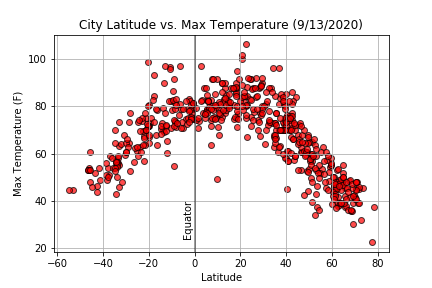 City Latitude vs. Max Temperature (9/13/2020)
100
80
60
40
20
Max Temperature (F)
Equator
−60 −40 −20 0 20 40 60 80
Latitude